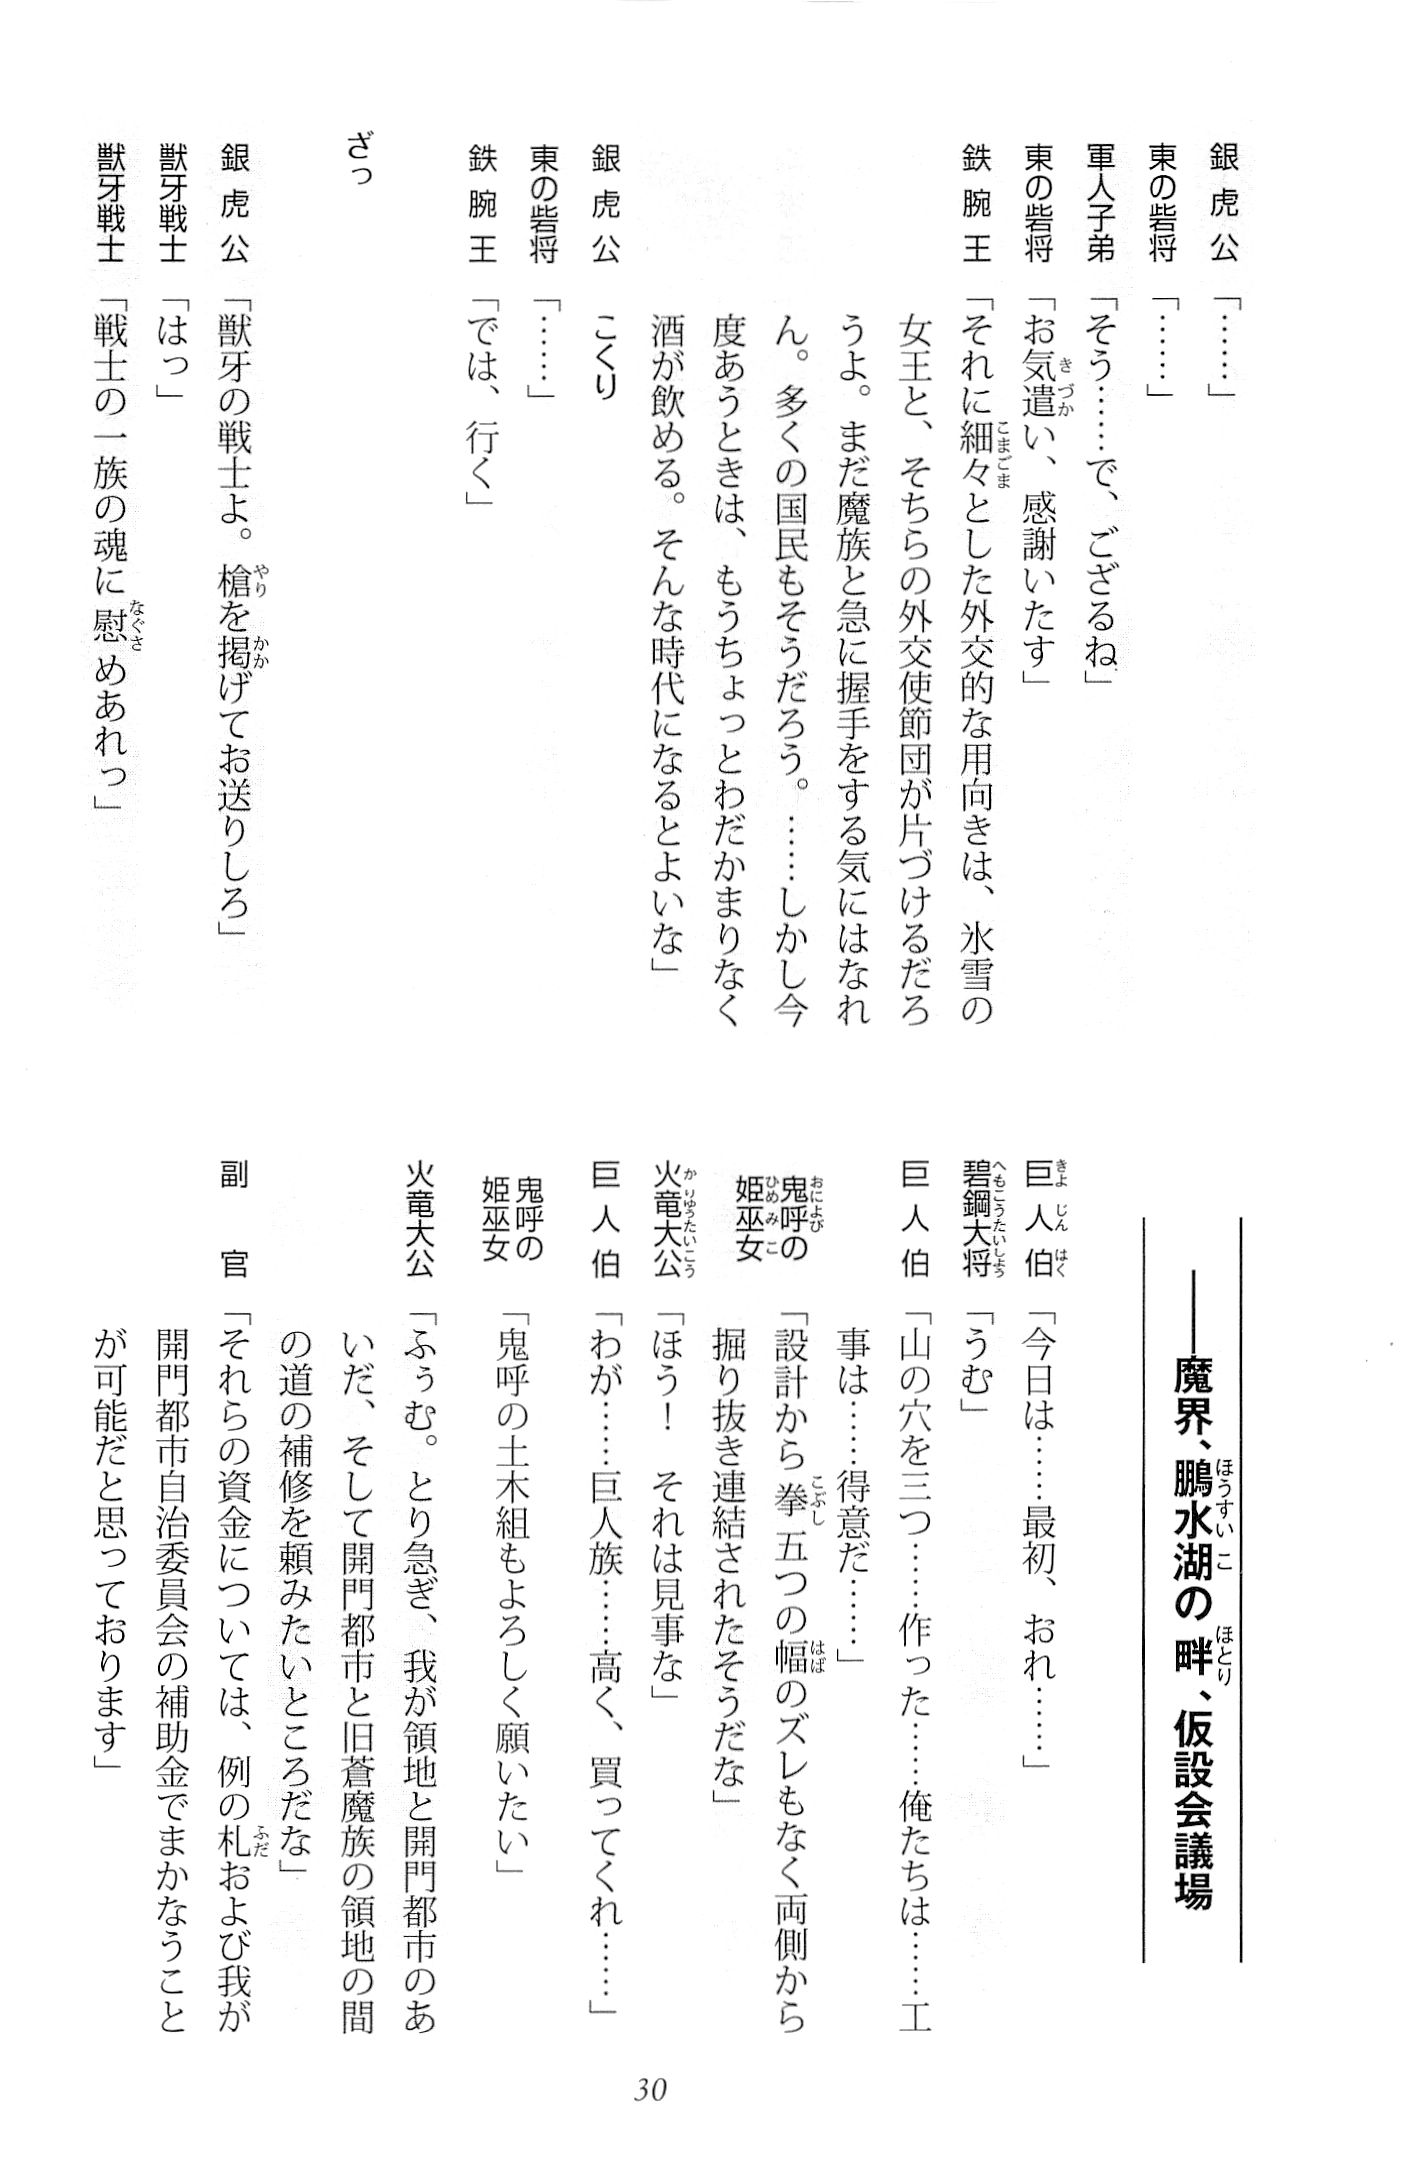 銀虎公「……」
東の砦将「……」
軍人子弟「そう……で、ござるね」
東の砦将「お気遣い、感謝いたす」
鉄腕王「それに細々とした外交的な用向きは、氷雪の
女王と、そちらの外交使節団が片づけるだろ
うよ。まだ魔族と急に握手をする気にはなれ
ん。多くの国民もそうだろう。……しかし今
度あうときは、もうちょっとわだかまりなく
酒が飲める。そんな時代になるとよいな」
銀虎公 こくり
東の砦将「……」
鉄腕王「では、行く」
ざっ
銀虎公「獣牙の戦士よ。槍を掲げてお送りしろ」
獣牙戦士「はっ」
獣牙戦士「戦士の一族の魂に慰めあれっ」
――魔界、鵬水湖の畔、仮設会議場
巨人伯「今日は……最初、おれ……」
碧鋼大将「うむ」
巨人伯「山の穴を三つ……作った……俺たちは……工
事は……得意だ……」
鬼呼の姫巫女「設計から拳五つの幅のズレもなく両側から
掘り抜き連結されたそうだな」
火竜大公「ほう！　それは見事な」
巨人伯「わが……巨人族……高く、買ってくれ……」
鬼呼の姫巫女「鬼呼の土木組もよろしく願いたい」
火竜大公「ふぅむ。とり急ぎ、我が領地と開門都市のあ
いだ、そして開門都市と旧蒼魔族の領地の間
の道の補修を頼みたいところだな」
副官「それらの資金については、例の札および我が
開門都市自治委員会の補助金でまかなうこと
が可能だと思っております」
30